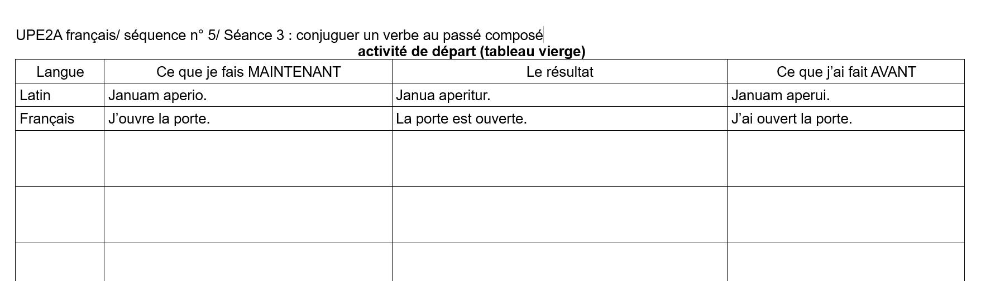 UPE2A français/ séquence n° 5/ Séance 3 : conjuguer un verbe au passé composé
activité de départ (tableau vierge)
Langue Ce que je fais MAINTENANT Le résultat Ce que j’ai fait AVANT
Latin Januam aperio. Janua aperitur. Januam aperui.
Français J’ouvre la porte. La porte est ouverte. J’ai ouvert la porte.